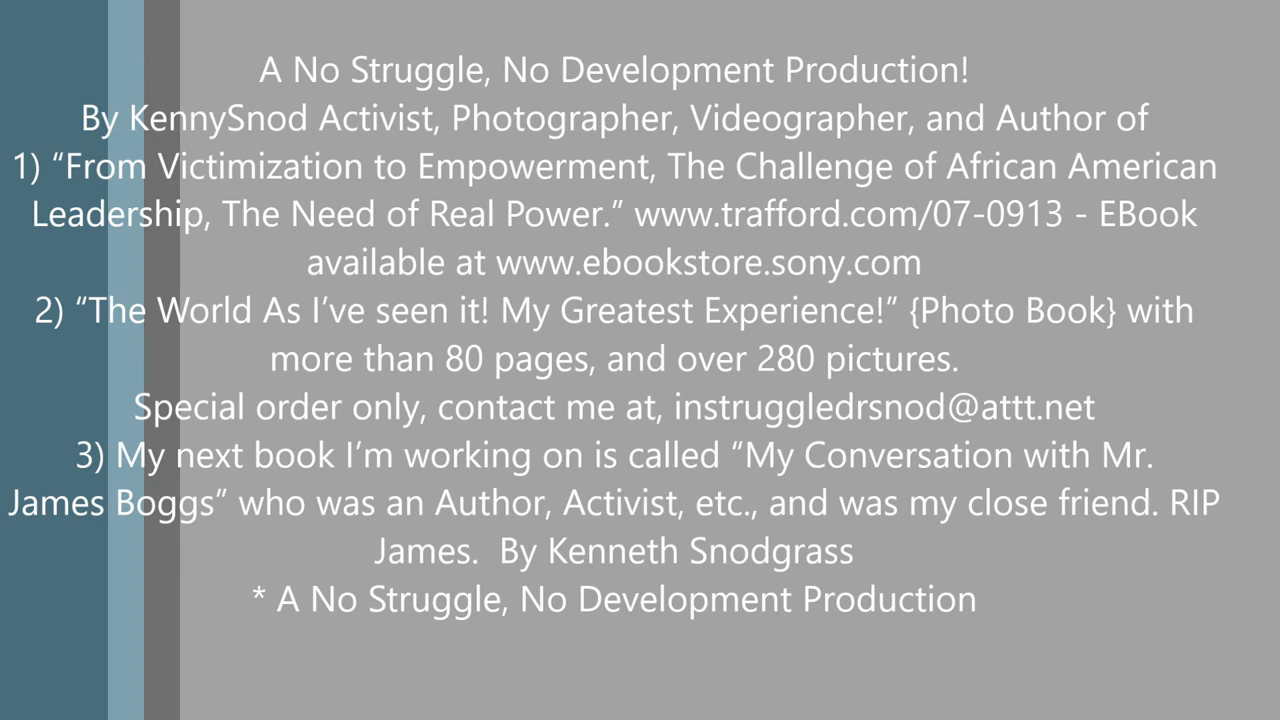 A No Struggle, No Development Production!
By KennySnod Activist, Photographer, Videographer, and Author of
1) “From Victimization to Empowerment, The Challenge of African American
Leadership, The Need of Real Power.” www.trafford.com/07-0913 - EBook
available at www.ebookstore.sony.com
2) “The World As I’ve seen it! My Greatest Experience!” {Photo Book} with
more than 80 pages, and over 280 pictures.
Special order only, contact me at, instruggledrsnod@attt.net
3) My next book I’m working on is called “My Conversation with Mr.
James Boggs” who was an Author, Activist, etc., and was my close friend. RIP
James.  By Kenneth Snodgrass
* A No Struggle, No Development Production